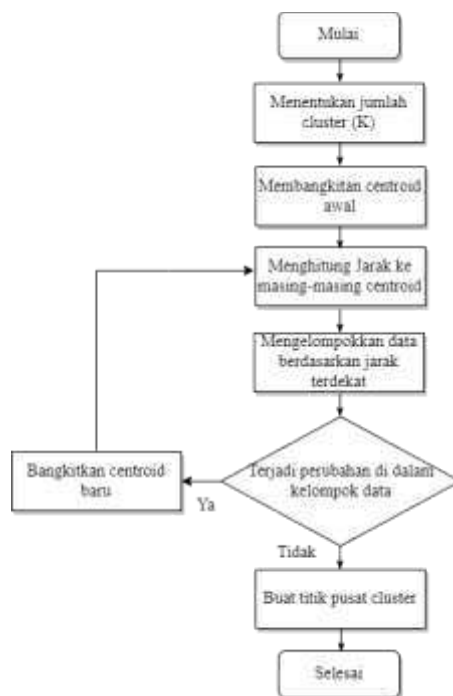 Mulai
Menentukan jumlah
cluster (K)
Membangkitan centroid
awal
Menghitung Jarak ke
masing-masing centroid
Mengelompokkan data
berdasarkan jarak
terdekat
Terjadi perubahan di dalam
kelompok data
Bangkitkan centroid
baru
Ya
Tidak
Buat titik pusat cluster
Selesai